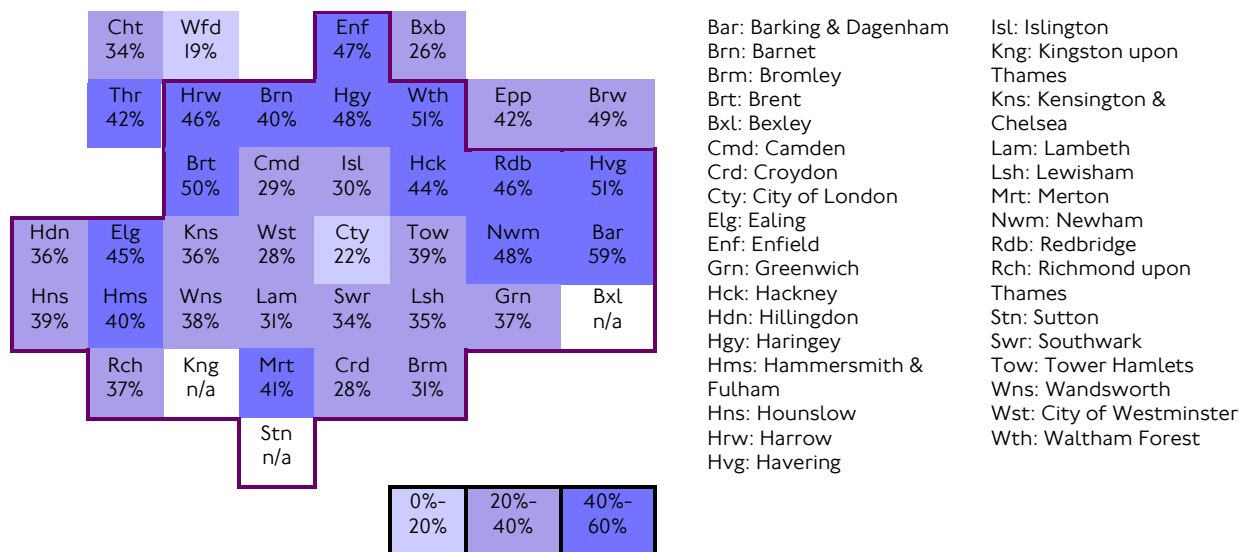 Cht Wfd Enf Bxb
34% 19% 47% 26%
Thr Hrw Brn Hgy Wth Epp Brw
42% 46% 40% 48% 51% 42% 49%
Brt Cmd Isl Hck Rdb Hvg
50% 29% 30% 44% 46% 51%
Hdn Elg Kns Wst Cty Tow Nwm Bar
36% 45% 36% 28% 22% 39% 48% 59%
Hns Hms Wns Lam Swr Lsh Grn Bxl
39% 40% 38% 31% 34% 35% 37% n/a
Rch Kng Mrt Crd Brm
37% n/a 41% 28% 31%
Stn
n/a
0%- 20%- 40%-
20% 40% 60%
Bar: Barking & Dagenham
Brn: Barnet
Brm: Bromley
Brt: Brent
Bxl: Bexley
Cmd: Camden
Crd: Croydon
Cty: City of London
Elg: Ealing
Enf: Enfield
Grn: Greenwich
Hck: Hackney
Hdn: Hillingdon
Hgy: Haringey
Hms: Hammersmith &
Fulham
Hns: Hounslow
Hrw: Harrow
Hvg: Havering
Isl: Islington
Kng: Kingston upon
Thames
Kns: Kensington &
Chelsea
Lam: Lambeth
Lsh: Lewisham
Mrt: Merton
Nwm: Newham
Rdb: Redbridge
Rch: Richmond upon
Thames
Stn: Sutton
Swr: Southwark
Tow: Tower Hamlets
Wns: Wandsworth
Wst: City of Westminster
Wth: Waltham Forest